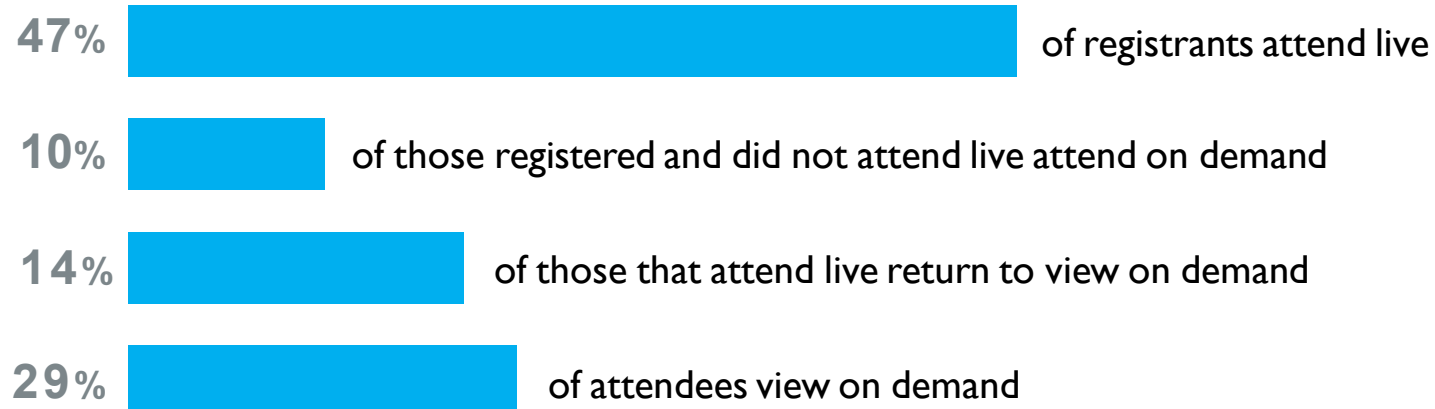 47% of registrants attend live
10% of those registered and did not attend live attend on demand
14% of those that attend live return to view on demand
29% of attendees view on demand